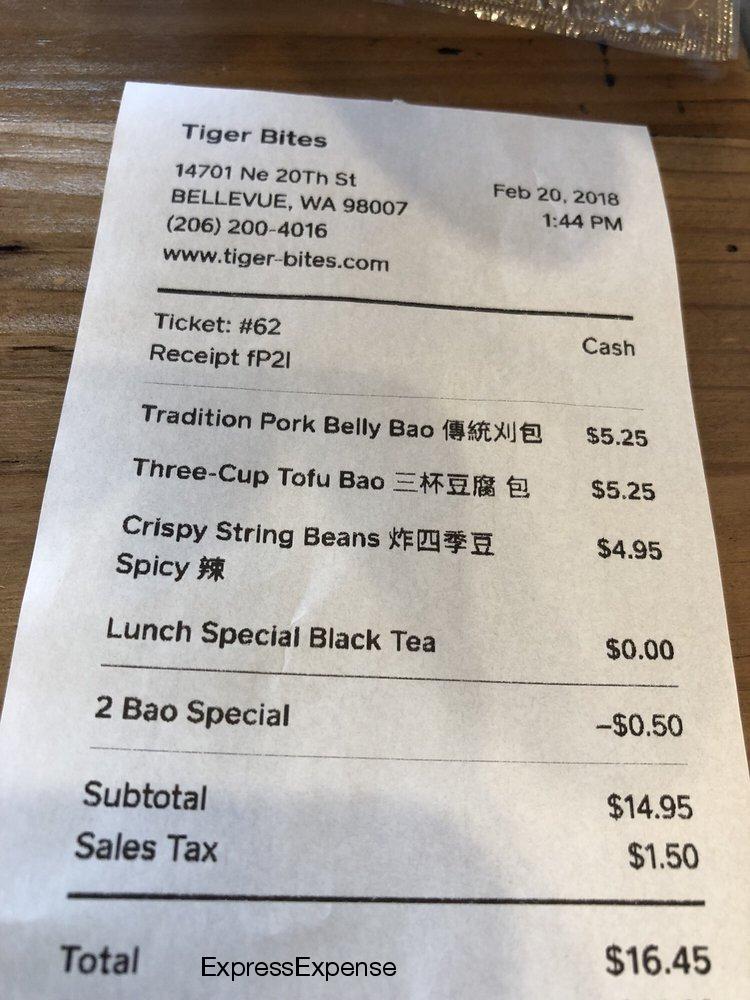 Tiger Bites
14701 Ne 20Th St
BELLEVUE, WA 98007
(206) 200-4016
www.tiger-bites.com
Feb 20, 2018
1:44 PM
Ticket: #62
Receipt fP2I
Cash
Tradition Pork Belly Bao 傳統刈包 $5.25
Three-Cup Tofu Bao 三杯豆腐 包 $5.25
Crispy String Beans 炸四季豆 $4.95
Spicy 辣
Lunch Special Black Tea $0.00
2 Bao Special –$0.50
Subtotal $14.95
Sales Tax $1.50
Total $16.45
ExpressExpense